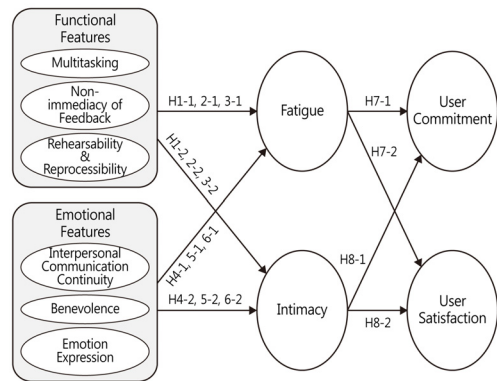 Functional
Features
Multitasking
Non-
immediacy of
Feedback
Rehearsability
&
Reprocessibility
Emotional
Features
Interpersonal
Communication
Continuity
Benevolence
Emotion
Expression
H1-1, 2-1, 3-1
H1-2, 2-2, 3-2
H4-1, 5-1, 6-1
H4-2, 5-2, 6-2
Fatigue
Intimacy
H7-1
H7-2
H8-1
H8-2
User
Commitment
User
Satisfaction